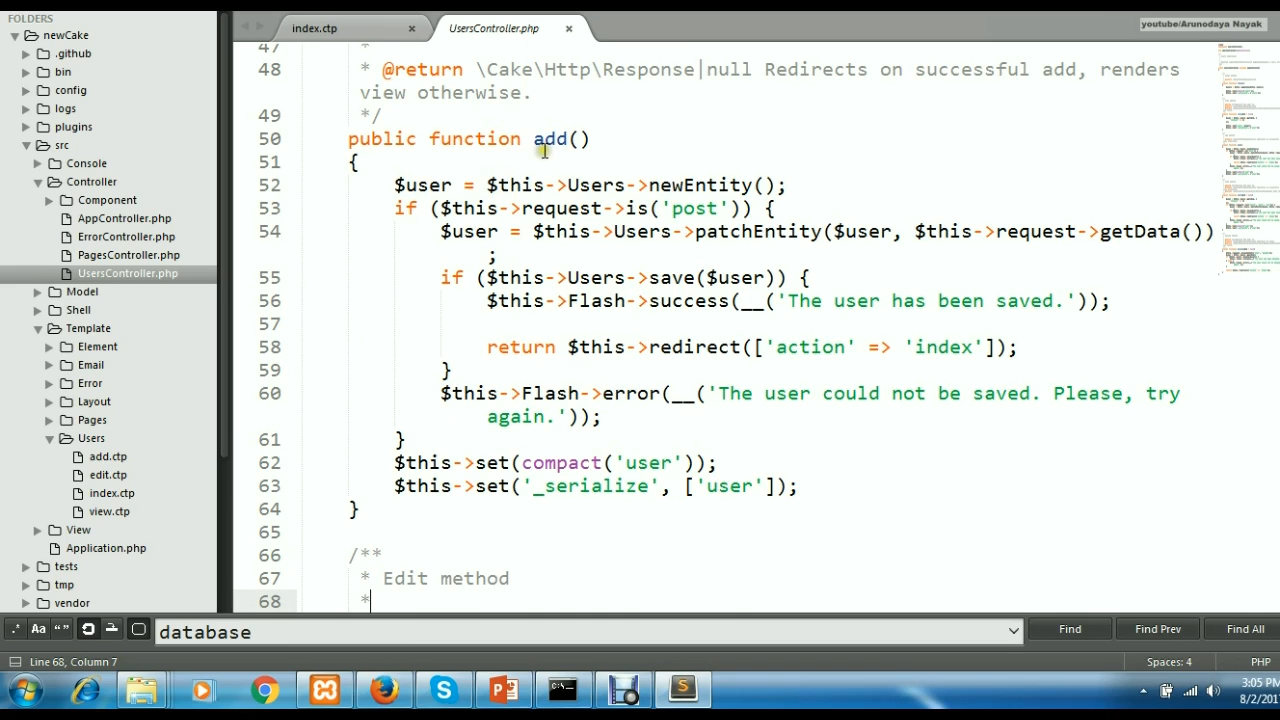 FOLDERS
newCake
.github
bin
config
logs
plugins
src
Console
Controller
Component
AppController.php
ErrorController.php
PagesController.php
UsersController.php
Model
Shell
Template
Element
Email
Error
Layout
Pages
Users
add.ctp
edit.ctp
index.ctp
view.ctp
View
Application.php
tests
tmp
vendor
index.ctp ×
UsersController.php ×
youtube/Arunodaya Nayak
47 *
48 * @return \Cake\Http\Response|null Redirects on successful add, renders
view otherwise.
49 */
50 public function add()
51 {
52 $user = $this->Users->newEntity();
53 if ($this->request->is('post')) {
54 $user = $this->Users->patchEntity($user, $this->request->getData())
;
55 if ($this->Users->save($user)) {
56 $this->Flash->success(__('The user has been saved.'));
57
58 return $this->redirect(['action' => 'index']);
59 }
60 $this->Flash->error(__('The user could not be saved. Please, try
again.'));
61 }
62 $this->set(compact('user'));
63 $this->set('_serialize', ['user']);
64 }
65
66 /**
67 * Edit method
68 *
.* Aa “ ” database Find Find Prev Find All
Line 68, Column 7 Spaces: 4 PHP
3:05 PM
8/2/201